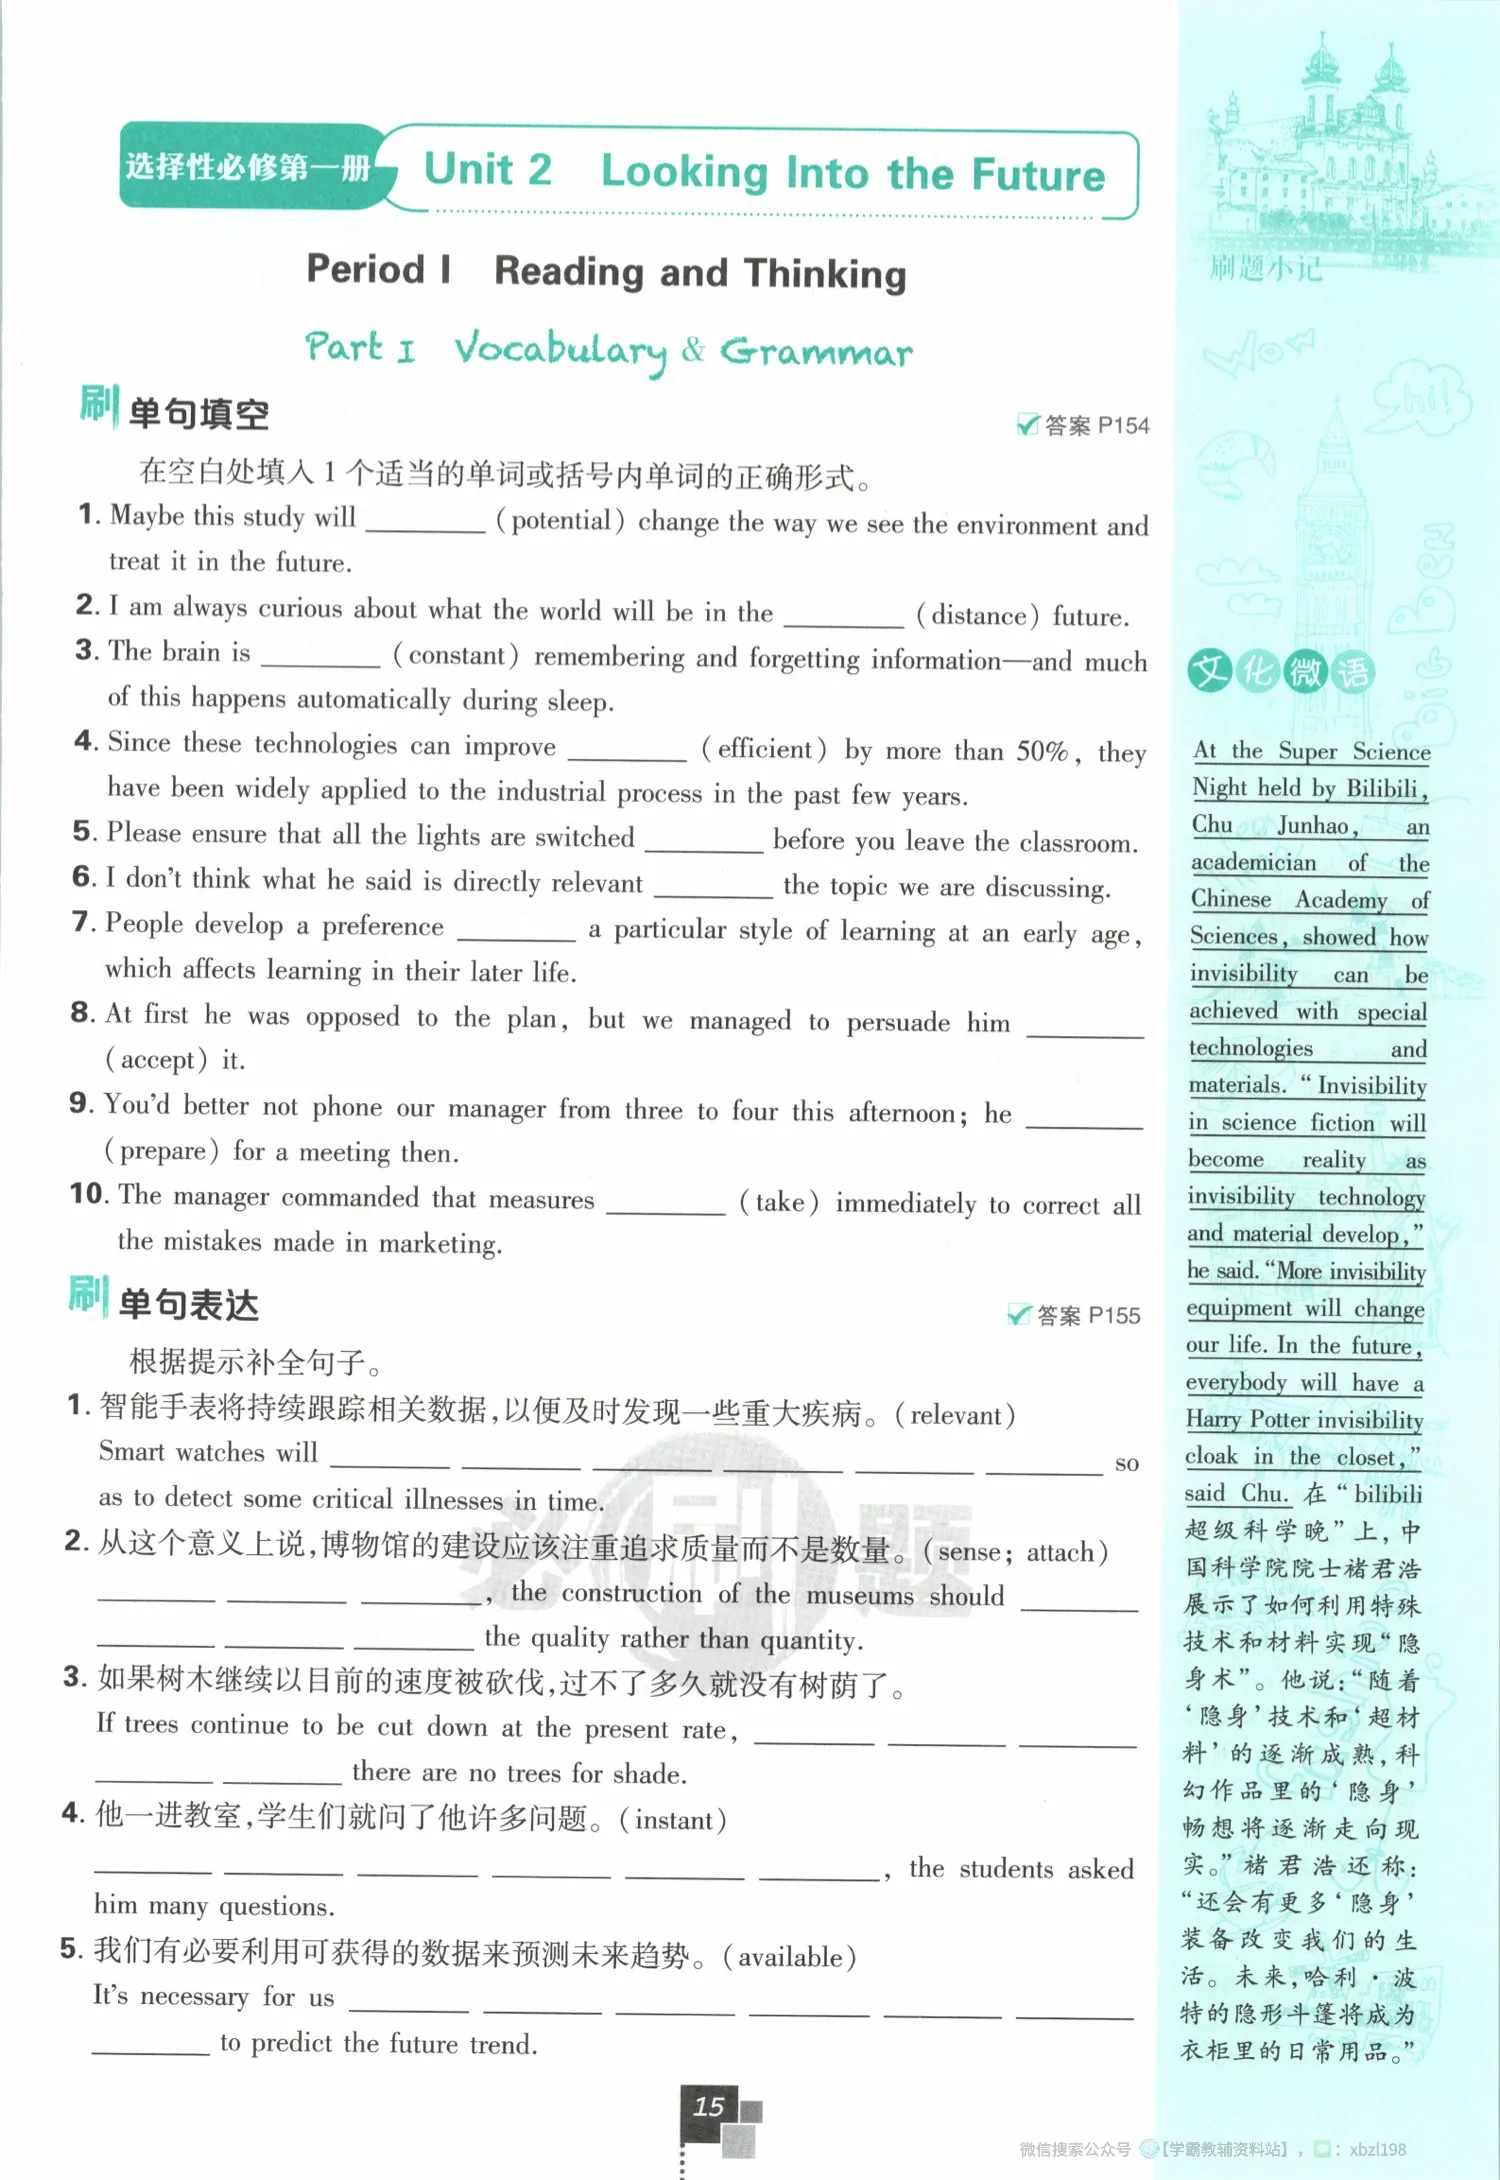 选择性必修第一册 Unit 2 Looking Into the Future
Period I Reading and Thinking
Part I Vocabulary & Grammar
刷 单句填空
答案 P154
在空白处填入 1 个适当的单词或括号内单词的正确形式。
1. Maybe this study will ________ (potential) change the way we see the environment and
treat it in the future.
2. I am always curious about what the world will be in the ________ (distance) future.
3. The brain is ________ (constant) remembering and forgetting information—and much
of this happens automatically during sleep.
4. Since these technologies can improve ________ (efficient) by more than 50%, they
have been widely applied to the industrial process in the past few years.
5. Please ensure that all the lights are switched ________ before you leave the classroom.
6. I don't think what he said is directly relevant ________ the topic we are discussing.
7. People develop a preference ________ a particular style of learning at an early age,
which affects learning in their later life.
8. At first he was opposed to the plan, but we managed to persuade him ________
(accept) it.
9. You'd better not phone our manager from three to four this afternoon; he ________
(prepare) for a meeting then.
10. The manager commanded that measures ________ (take) immediately to correct all
the mistakes made in marketing.
刷 单句表达
答案 P155
根据提示补全句子。
1. 智能手表将持续跟踪相关数据,以便及时发现一些重大疾病。(relevant)
Smart watches will ________ ________ ________ ________ ________ ________ so
as to detect some critical illnesses in time.
2. 从这个意义上说,博物馆的建设应该注重追求质量而不是数量。(sense; attach)
________ ________ ________, the construction of the museums should ________
________ ________ ________ the quality rather than quantity.
3. 如果树木继续以目前的速度被砍伐,过不了多久就没有树荫了。
If trees continue to be cut down at the present rate, ________ ________ ________
________ ________ there are no trees for shade.
4. 他一进教室,学生们就问了他许多问题。(instant)
________ ________ ________ ________ ________ ________, the students asked
him many questions.
5. 我们有必要利用可获得的数据来预测未来趋势。(available)
It's necessary for us ________ ________ ________ ________ ________ ________
________ to predict the future trend.
必刷题
15
刷题小记
Wow
hi!
Big Ben
文化微语
At the Super Science
Night held by Bilibili,
Chu Junhao, an
academician of the
Chinese Academy of
Sciences, showed how
invisibility can be
achieved with special
technologies and
materials. "Invisibility
in science fiction will
become reality as
invisibility technology
and material develop,"
he said. "More invisibility
equipment will change
our life. In the future,
everybody will have a
Harry Potter invisibility
cloak in the closet,"
said Chu. 在"bilibili
超级科学晚"上,中
国科学院院士褚君浩
展示了如何利用特殊
技术和材料实现"隐
身术"。他说:"随着
'隐身'技术和'超材
料'的逐渐成熟,科
幻作品里的'隐身'
畅想将逐渐走向现
实。"褚君浩还称:
"还会有更多'隐身'
装备改变我们的生
活。未来,哈利·波
特的隐形斗篷将成为
衣柜里的日常用品。"
微信搜索公众号【学霸教辅资料站】,:xbzl198